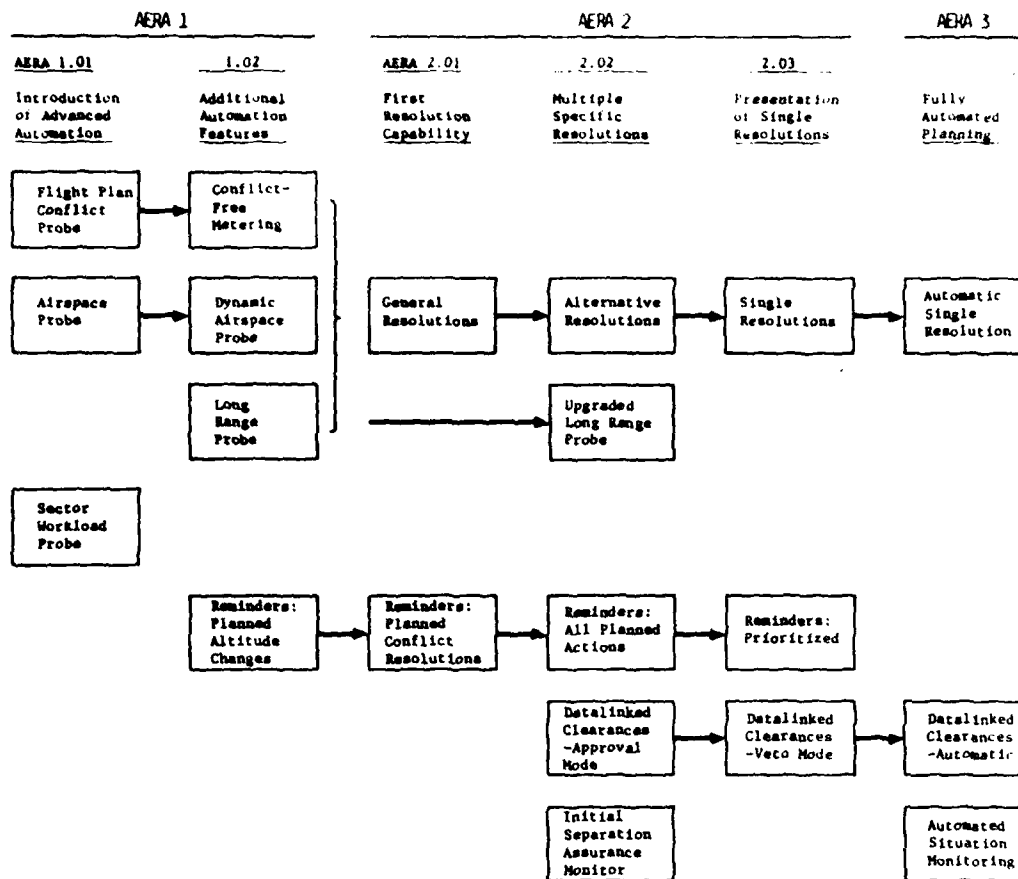 AERA 1
AERA 2
AERA 3
AERA 1.01
1.02
AERA 2.01
2.02
2.03
Introduction
of Advanced
Automation
Additional
Automation
Features
First
Resolution
Capability
Multiple
Specific
Resolutions
Presentation
of Single
Resolutions
Fully
Automated
Planning
Flight Plan
Conflict
Probe
Conflict-
Free
Metering
Airspace
Probe
Dynamic
Airspace
Probe
General
Resolutions
Alternative
Resolutions
Single
Resolutions
Automatic
Single
Resolution
Long
Range
Probe
Upgraded
Long Range
Probe
Sector
Workload
Probe
Reminders:
Planned
Altitude
Changes
Reminders:
Planned
Conflict
Resolutions
Reminders:
All Planned
Actions
Reminders:
Prioritized
Datalinked
Clearances
-Approval
Mode
Datalinked
Clearances
-Veto Mode
Datalinked
Clearances
-Automatic
Initial
Separation
Assurance
Monitor
Automated
Situation
Monitoring